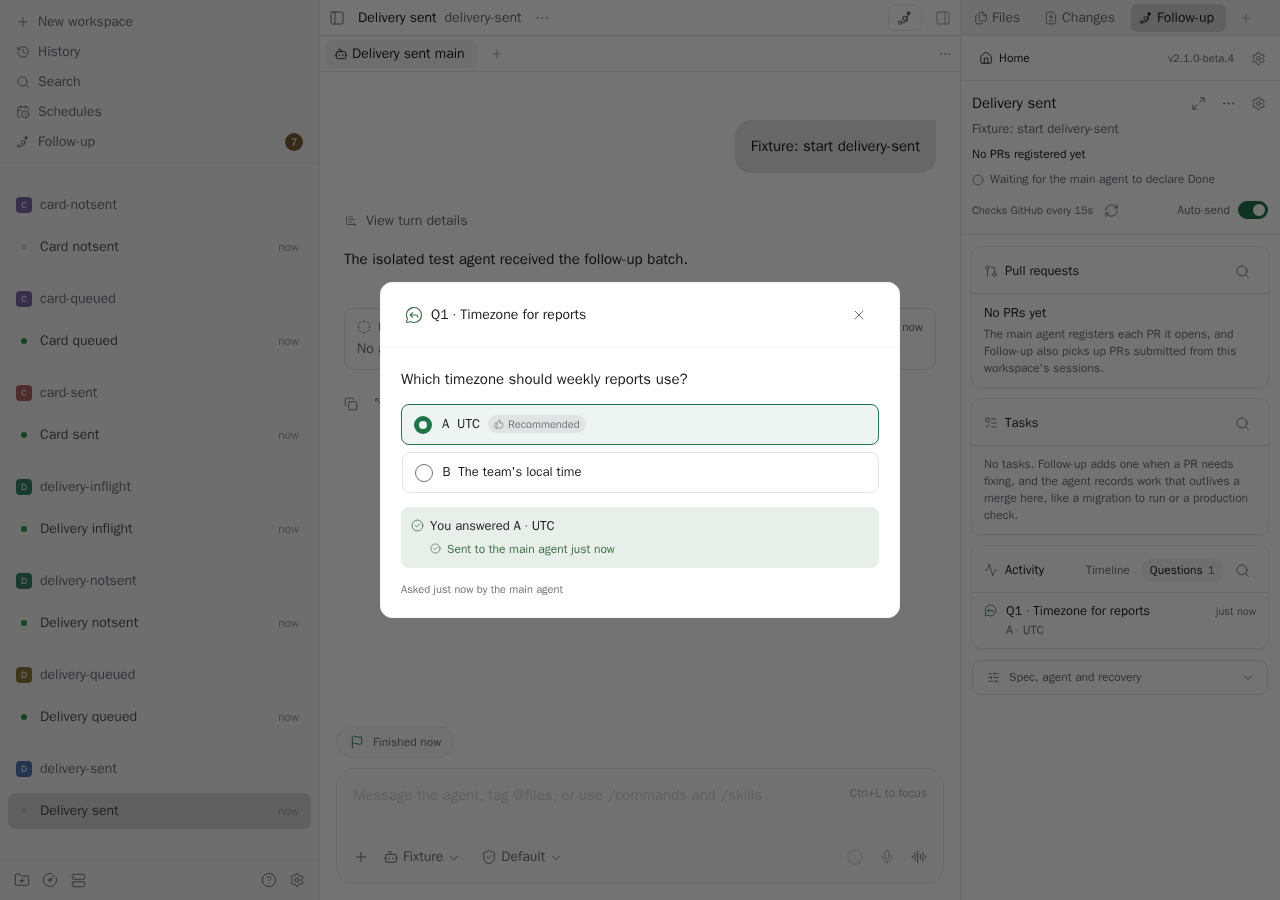 New workspace
History
Search
Schedules
Follow-up 7
C card-notsent
Card notsent now
C card-queued
Card queued now
C card-sent
Card sent now
D delivery-inflight
Delivery inflight now
D delivery-notsent
Delivery notsent now
D delivery-queued
Delivery queued now
D delivery-sent
Delivery sent now
Delivery sent delivery-sent
Delivery sent main
Fixture: start delivery-sent
View turn details
The isolated test agent received the follow-up batch.
now
No
Q1 · Timezone for reports
Which timezone should weekly reports use?
A UTC Recommended
B The team's local time
You answered A · UTC
Sent to the main agent just now
Asked just now by the main agent
Finished now
Message the agent, tag @files, or use /commands and /skills Ctrl+L to focus
Fixture Default
Files Changes Follow-up
Home v2.1.0-beta.4
Delivery sent
Fixture: start delivery-sent
No PRs registered yet
Waiting for the main agent to declare Done
Checks GitHub every 15s Auto-send
Pull requests
No PRs yet
The main agent registers each PR it opens, and
Follow-up also picks up PRs submitted from this
workspace's sessions.
Tasks
No tasks. Follow-up adds one when a PR needs
fixing, and the agent records work that outlives a
merge here, like a migration to run or a production
check.
Activity Timeline Questions 1
Q1 · Timezone for reports just now
A · UTC
Spec, agent and recovery